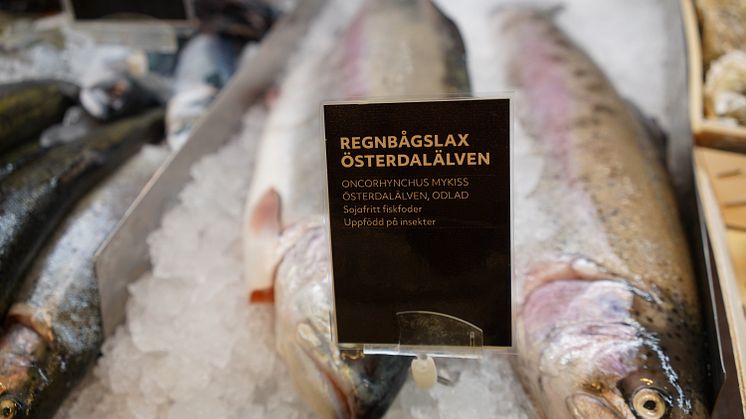 REGNBÅGSLAX
ÖSTERDALÄLVEN
ONCORHYNCHUS MYKISS
ÖSTERDALÄLVEN, ODLAD
Sojafritt fiskfoder
Uppfödd på insekter